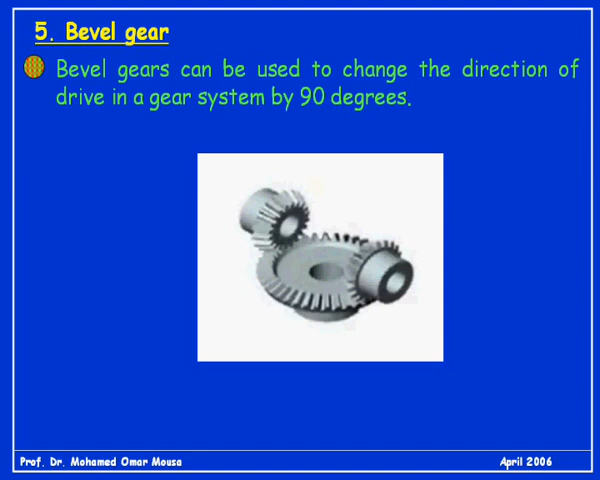 5. Bevel gear
Bevel gears can be used to change the direction of
drive in a gear system by 90 degrees.
Prof. Dr. Mohamed Omar Mousa
April 2006